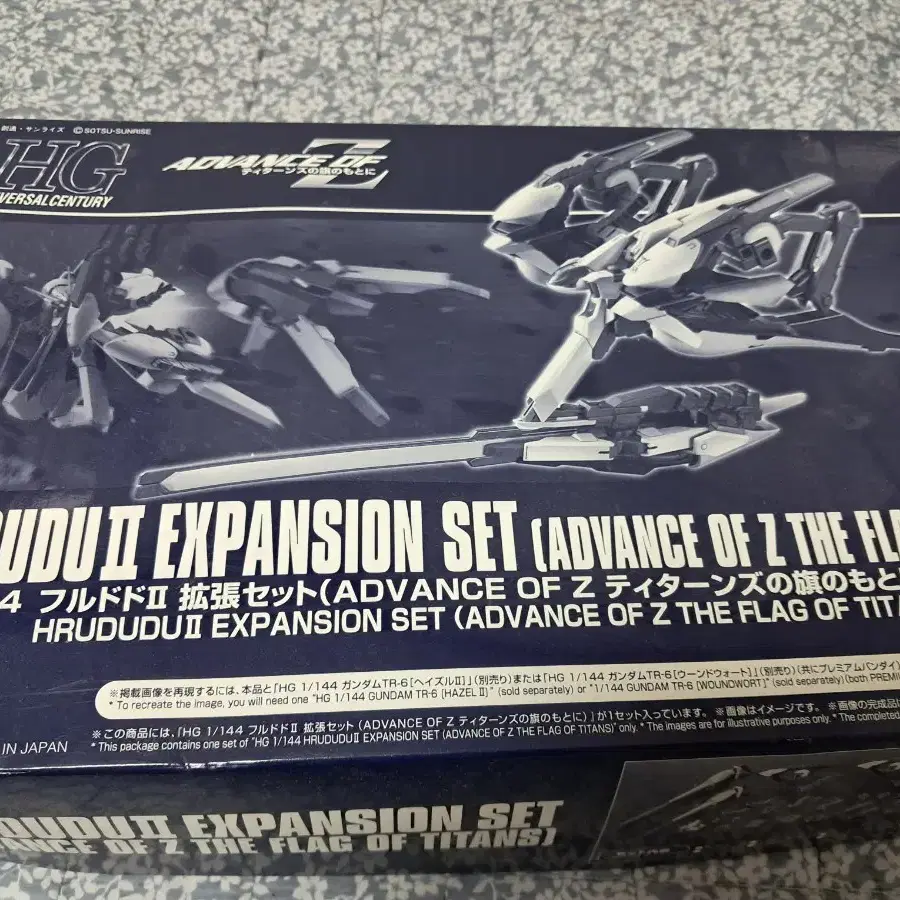 創通・サンライズ ©SOTSU・SUNRISE
HG
ADVANCE OF Z
ティターンズの旗のもとに
VERSAL CENTURY
UDU II EXPANSION SET (ADVANCE OF Z THE FLA
4 フルドドⅡ 拡張セット(ADVANCE OF Z ティターンズの旗のもと
HRUDUDUⅡ EXPANSION SET (ADVANCE OF Z THE FLAG OF TITA
※掲載画像を再現するには、本品と「HG 1/144 ガンダムTR-6[ヘイズルⅡ]」(別売り)または「HG 1/144 ガンダムTR-6[ウーンドウォート]」(別売り)(共にプレミアムバンダイ
* To recreate the image, you will need one "HG 1/144 GUNDAM TR-6 [HAZEL II]" (sold separately) or "1/144 GUNDAM TR-6 [WOUNDWORT]" (sold separately)(both PREMI
※この商品には、「HG 1/144 フルドドⅡ 拡張セット (ADVANCE OF Z ティターンズの旗のもとに)」が1セット入っています。 ※画像はイメージです。 ※画像の完成品に
IN JAPAN
* This package contains one set of "HG 1/144 HRUDUDUⅡ EXPANSION SET (ADVANCE OF Z THE FLAG OF TITANS)" only. * The images are for illustrative purposes only. * The completed
DUDU II EXPANSION SET
ANCE OF Z THE FLAG OF TITANS)